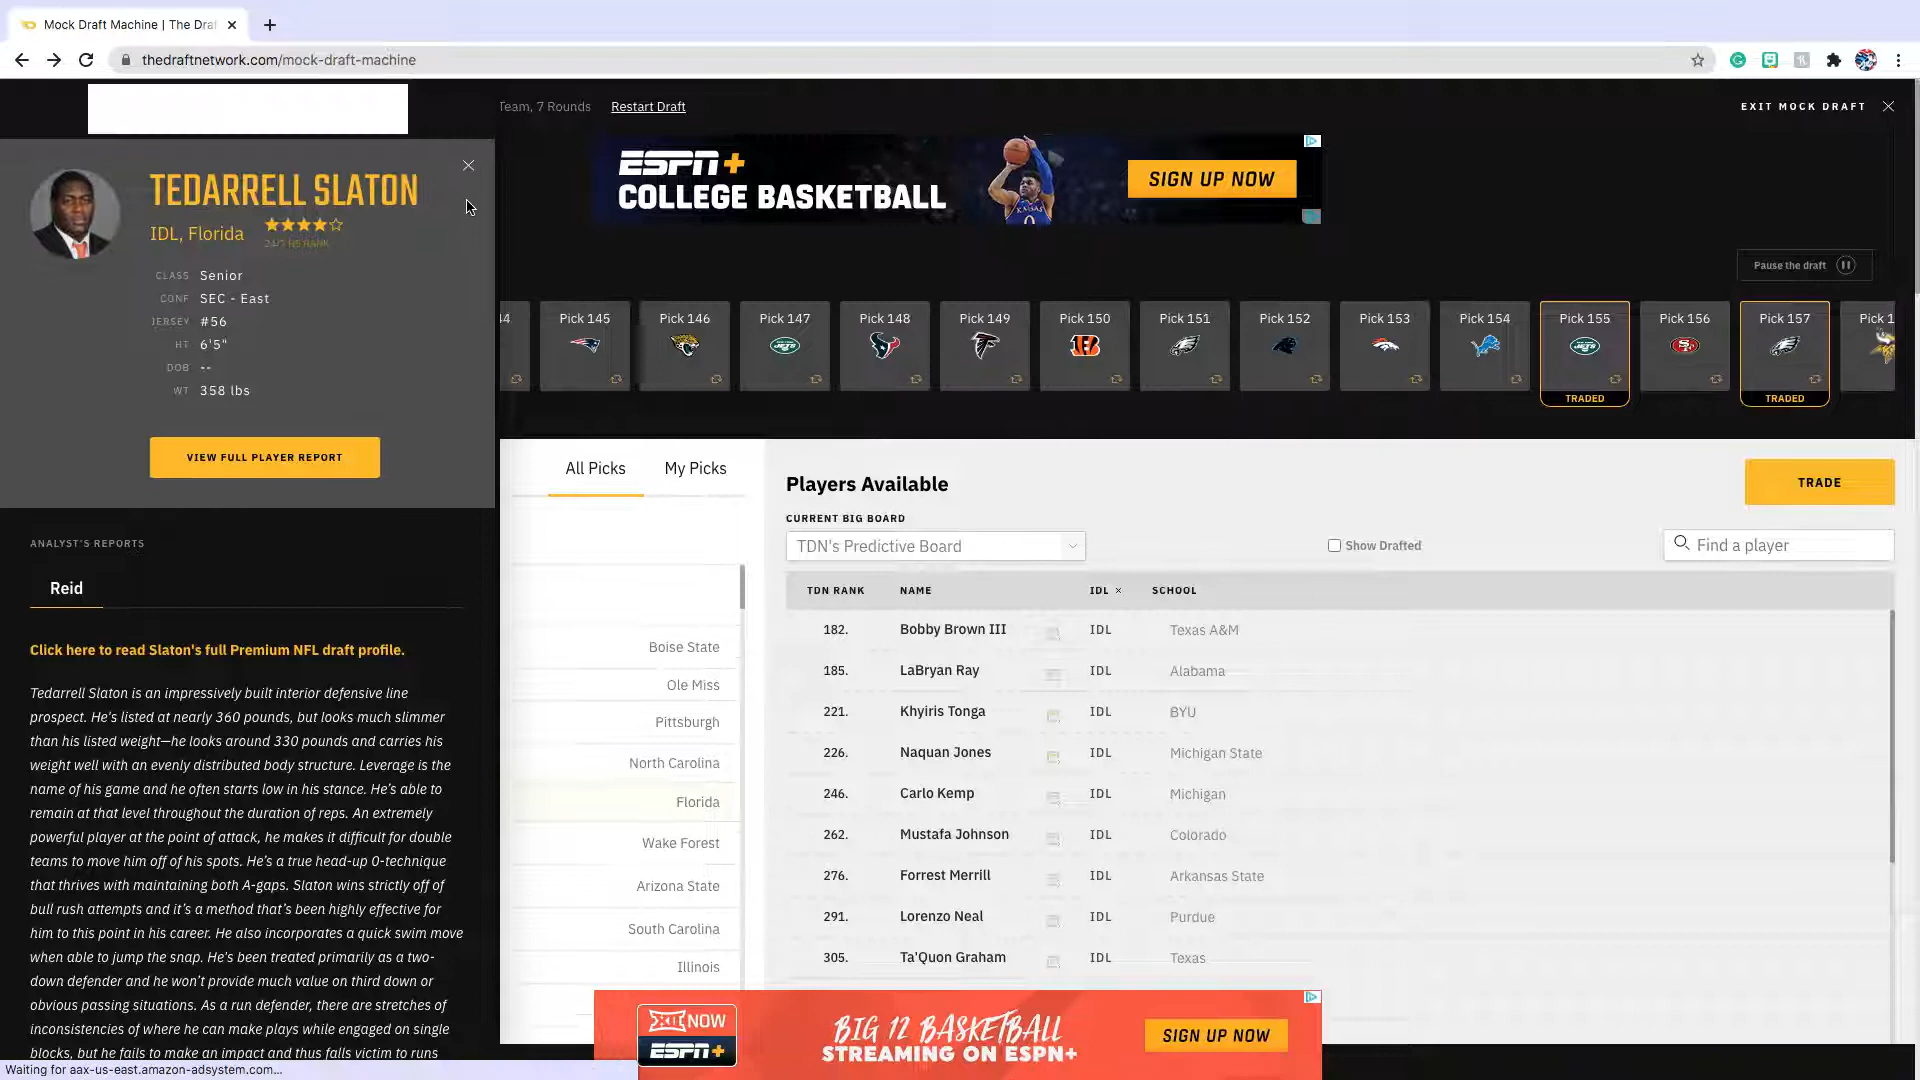 Mock Draft Machine | The Dra
thedraftnetwork.com/mock-draft-machine
Team, 7 Rounds
Restart Draft
EXIT MOCK DRAFT
ESPN+
COLLEGE BASKETBALL
SIGN UP NOW
KANSAS
0
TEDARRELL SLATON
IDL, Florida
24/7 HS RANK
CLASS Senior
CONF SEC - East
JERSEY #56
HT 6'5"
DOB --
WT 358 lbs
VIEW FULL PLAYER REPORT
Pause the draft
44
Pick 145
Pick 146
Pick 147
Pick 148
Pick 149
Pick 150
Pick 151
Pick 152
Pick 153
Pick 154
Pick 155
Pick 156
Pick 157
Pick 1
JETS
JETS
TRADED
TRADED
ANALYST'S REPORTS
Reid
Click here to read Slaton's full Premium NFL draft profile.
Tedarrell Slaton is an impressively built interior defensive line
prospect. He's listed at nearly 360 pounds, but looks much slimmer
than his listed weight—he looks around 330 pounds and carries his
weight well with an evenly distributed body structure. Leverage is the
name of his game and he often starts low in his stance. He's able to
remain at that level throughout the duration of reps. An extremely
powerful player at the point of attack, he makes it difficult for double
teams to move him off of his spots. He's a true head-up 0-technique
that thrives with maintaining both A-gaps. Slaton wins strictly off of
bull rush attempts and it's a method that's been highly effective for
him to this point in his career. He also incorporates a quick swim move
when able to jump the snap. He's been treated primarily as a two-
down defender and he won't provide much value on third down or
obvious passing situations. As a run defender, there are stretches of
inconsistencies of where he can make plays while engaged on single
blocks, but he fails to make an impact and thus falls victim to runs
All Picks
My Picks
Boise State
Ole Miss
Pittsburgh
North Carolina
Florida
Wake Forest
Arizona State
South Carolina
Illinois
Players Available
TRADE
CURRENT BIG BOARD
TDN's Predictive Board
Show Drafted
Find a player
TDN RANK NAME IDL × SCHOOL
182. Bobby Brown III IDL Texas A&M
185. LaBryan Ray IDL Alabama
221. Khyiris Tonga IDL BYU
226. Naquan Jones IDL Michigan State
246. Carlo Kemp IDL Michigan
262. Mustafa Johnson IDL Colorado
276. Forrest Merrill IDL Arkansas State
291. Lorenzo Neal IDL Purdue
305. Ta'Quon Graham IDL Texas
XII NOW
ESPN+
BIG 12 BASKETBALL
STREAMING ON ESPN+
SIGN UP NOW
Waiting for aax-us-east.amazon-adsystem.com...